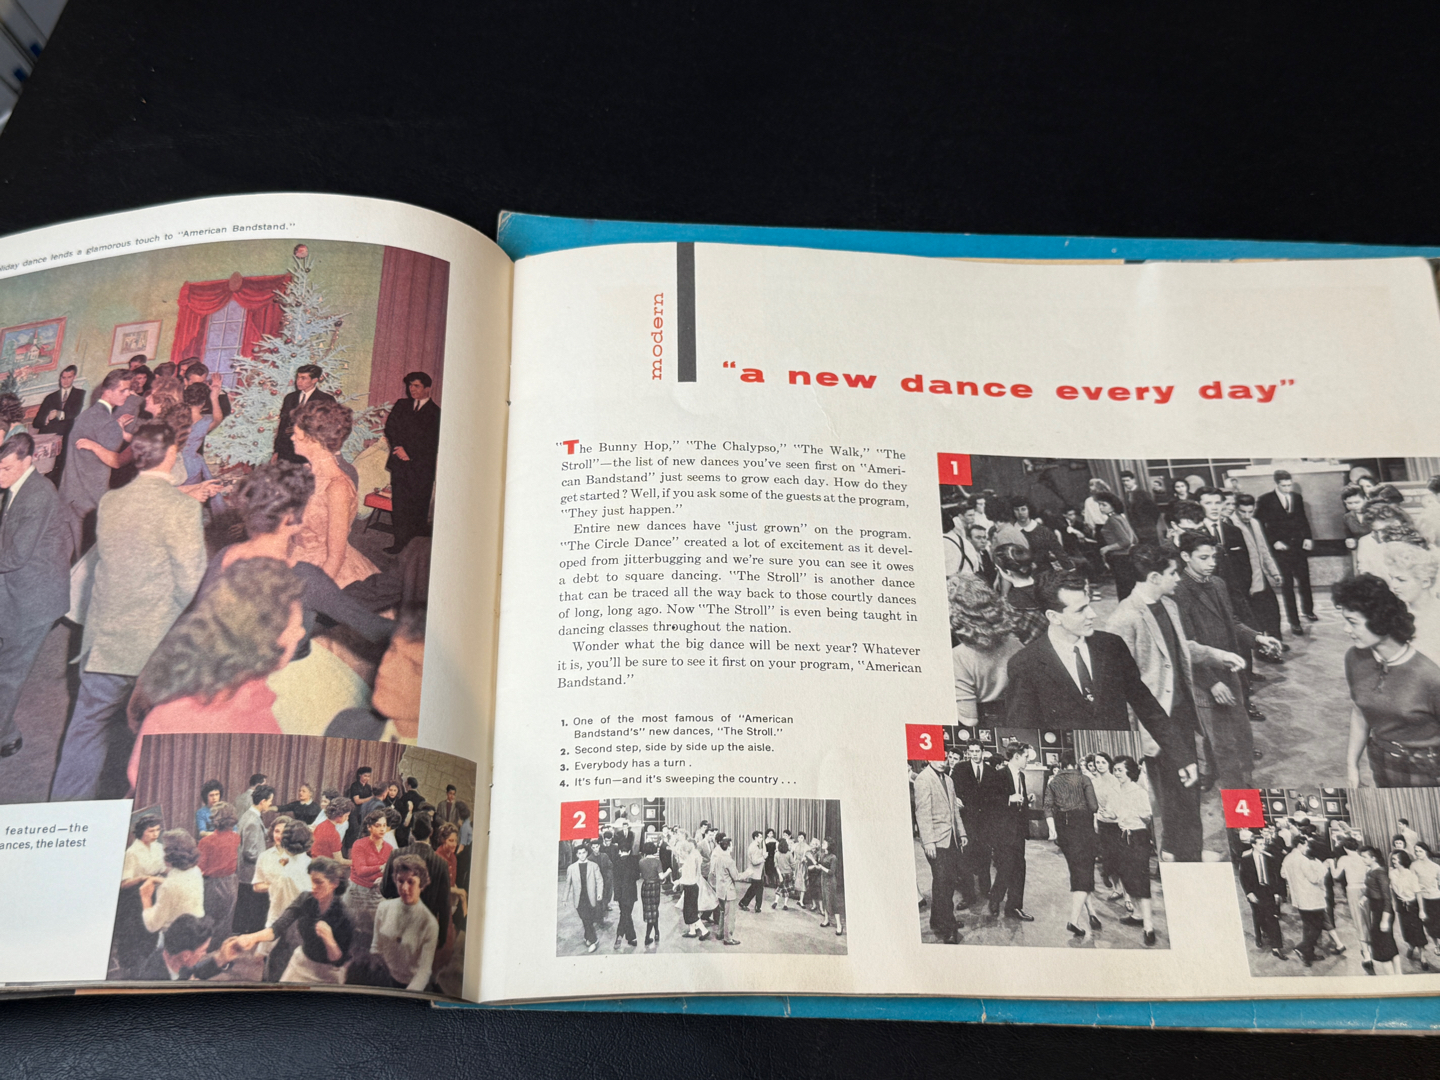 liday dance lends a glamorous touch to "American Bandstand."
featured—the
ances, the latest
modern
"a new dance every day"
"The Bunny Hop," "The Chalypso," "The Walk," "The
Stroll"—the list of new dances you've seen first on "Ameri-
can Bandstand" just seems to grow each day. How do they
get started? Well, if you ask some of the guests at the program,
"They just happen."
Entire new dances have "just grown" on the program.
"The Circle Dance" created a lot of excitement as it devel-
oped from jitterbugging and we're sure you can see it owes
a debt to square dancing. "The Stroll" is another dance
that can be traced all the way back to those courtly dances
of long, long ago. Now "The Stroll" is even being taught in
dancing classes throughout the nation.
Wonder what the big dance will be next year? Whatever
it is, you'll be sure to see it first on your program, "American
Bandstand."
1. One of the most famous of "American
Bandstand's" new dances, "The Stroll."
2. Second step, side by side up the aisle.
3. Everybody has a turn.
4. It's fun—and it's sweeping the country . . .
1
2
3
4